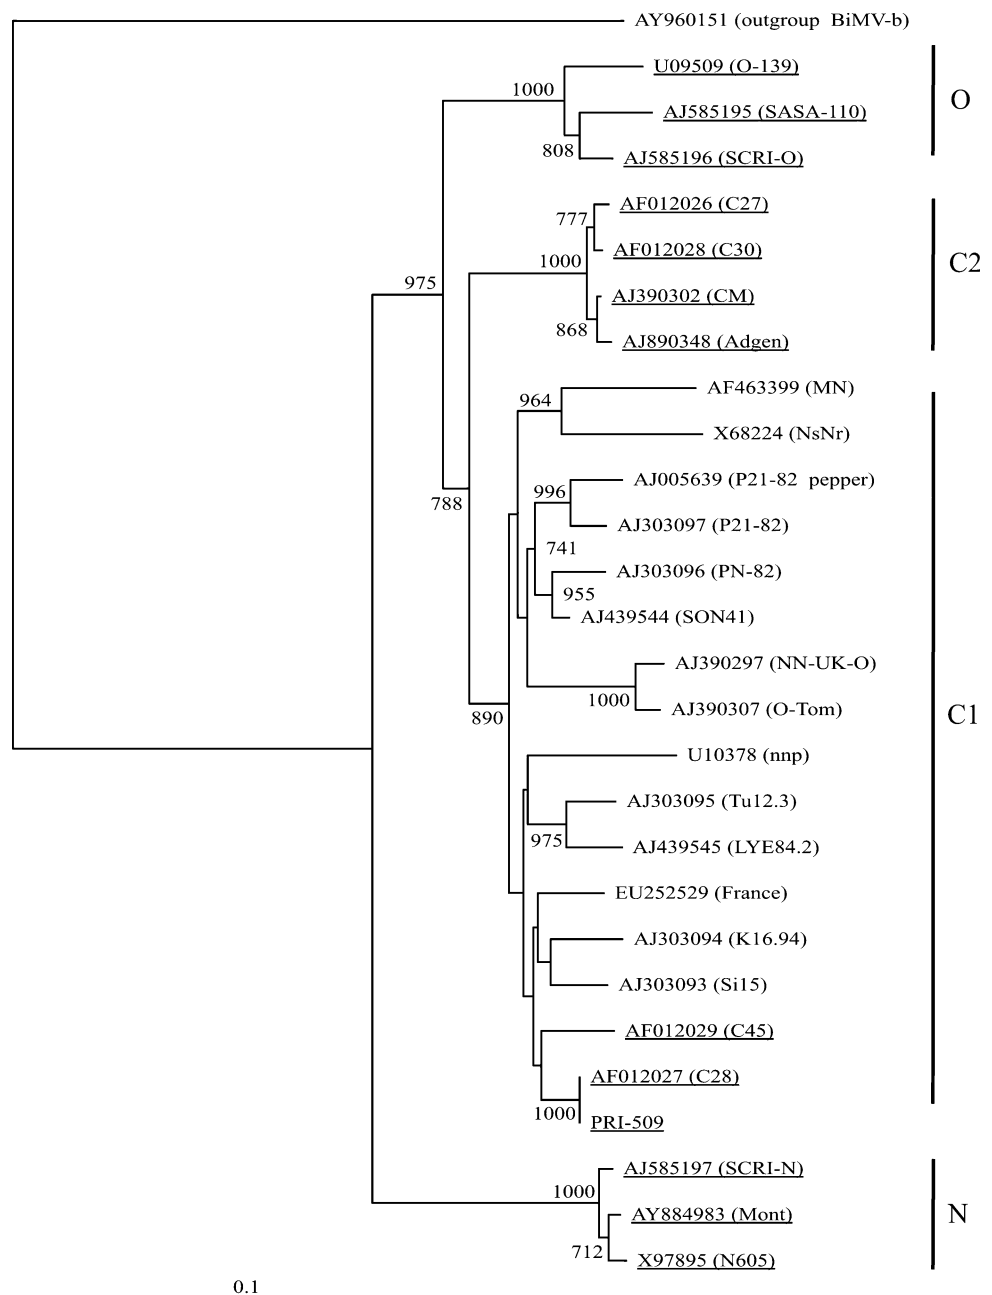 AY960151 (outgroup BiMV-b)
U09509 (O-139)
1000
O
AJ585195 (SASA-110)
808
AJ585196 (SCRI-O)
AF012026 (C27)
777
AF012028 (C30)
1000
C2
975
AJ390302 (CM)
868
AJ890348 (Adgen)
AF463399 (MN)
964
X68224 (NsNr)
AJ005639 (P21-82 pepper)
996
788
AJ303097 (P21-82)
741
AJ303096 (PN-82)
955
AJ439544 (SON41)
AJ390297 (NN-UK-O)
1000
AJ390307 (O-Tom)
890
C1
U10378 (nnp)
AJ303095 (Tu12.3)
975
AJ439545 (LYE84.2)
EU252529 (France)
AJ303094 (K16.94)
AJ303093 (Si15)
AF012029 (C45)
AF012027 (C28)
1000
PRI-509
AJ585197 (SCRI-N)
1000
AY884983 (Mont)
N
712
X97895 (N605)
0.1